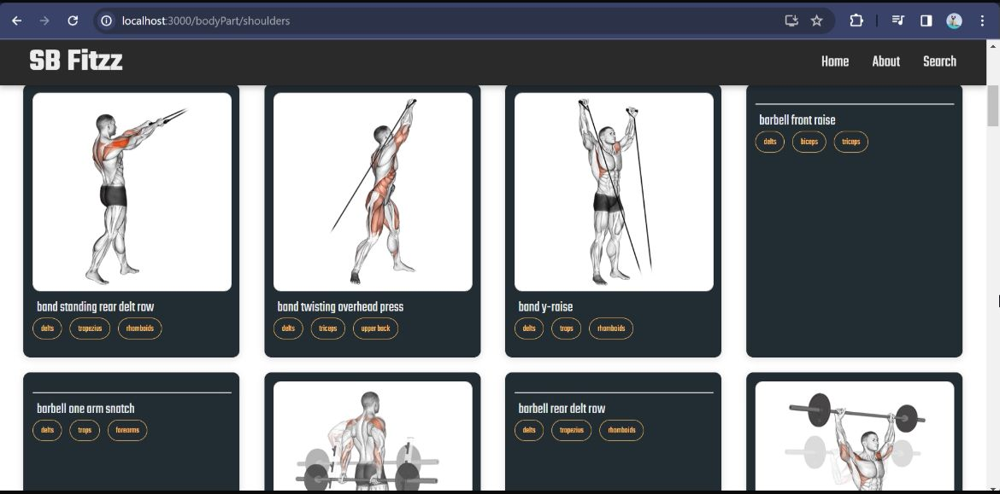 localhost:3000/bodyPart/shoulders
SB Fitzz
Home About Search
band standing rear delt row
delts trapezius rhomboids
band twisting overhead press
delts triceps upper back
band y-raise
delts traps rhomboids
barbell front raise
delts biceps triceps
barbell one arm snatch
delts traps forearms
barbell rear delt row
delts trapezius rhomboids